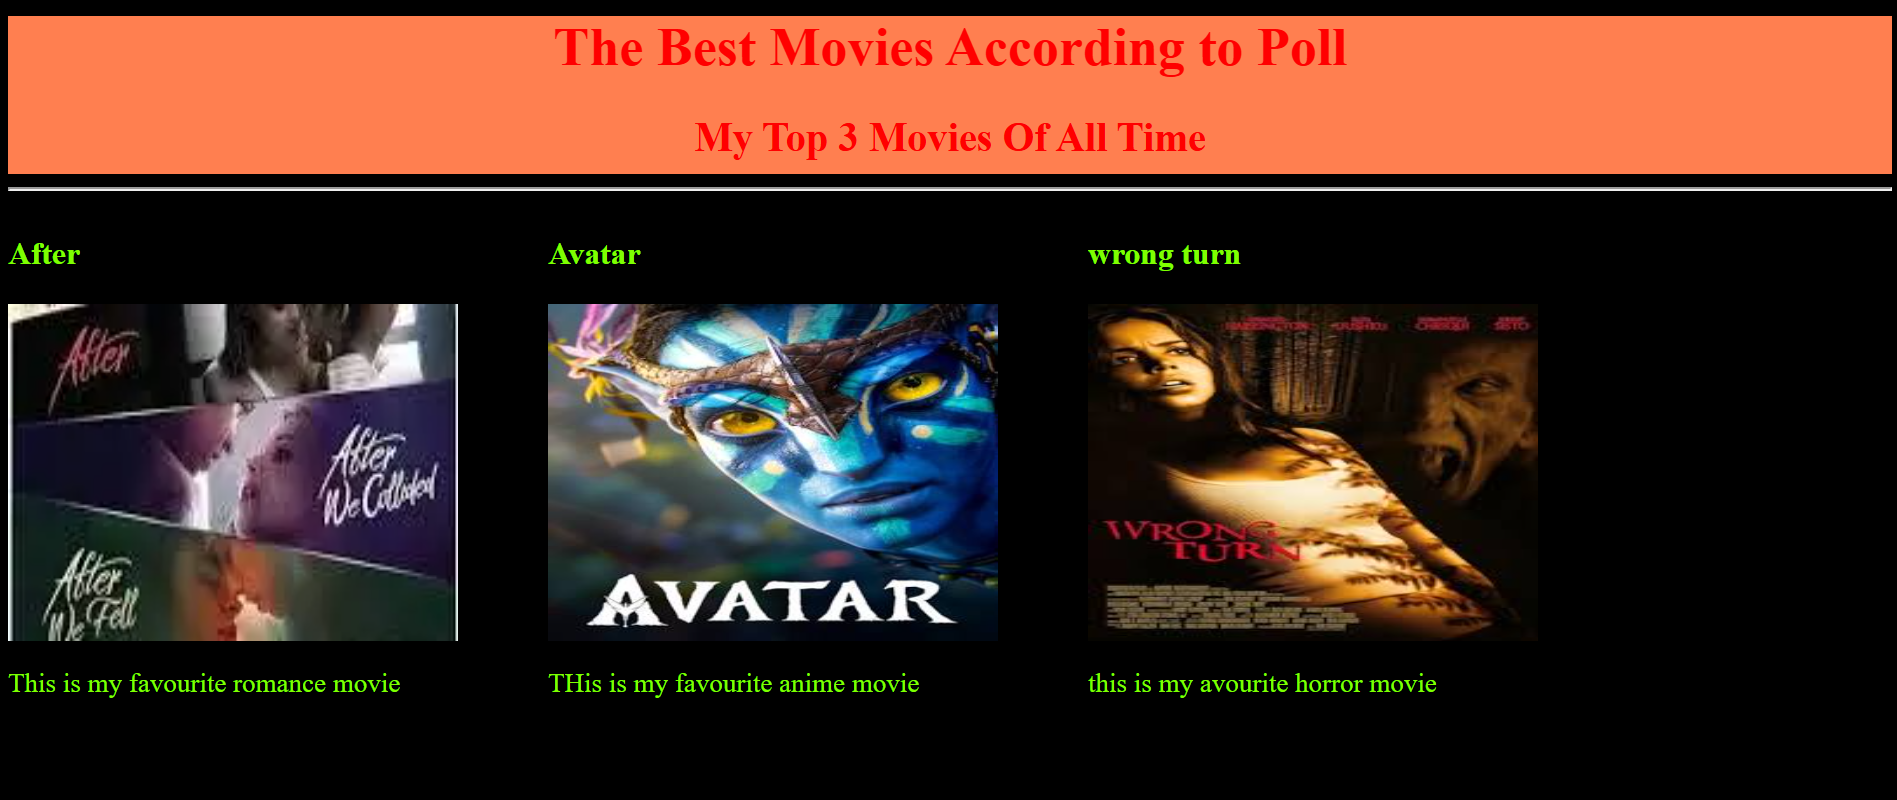 The Best Movies According to Poll
My Top 3 Movies Of All Time
After
After
After
We Collided
After
We Fell
This is my favourite romance movie
Avatar
AVATAR
THis is my favourite anime movie
wrong turn
WRONG
TURN
this is my avourite horror movie